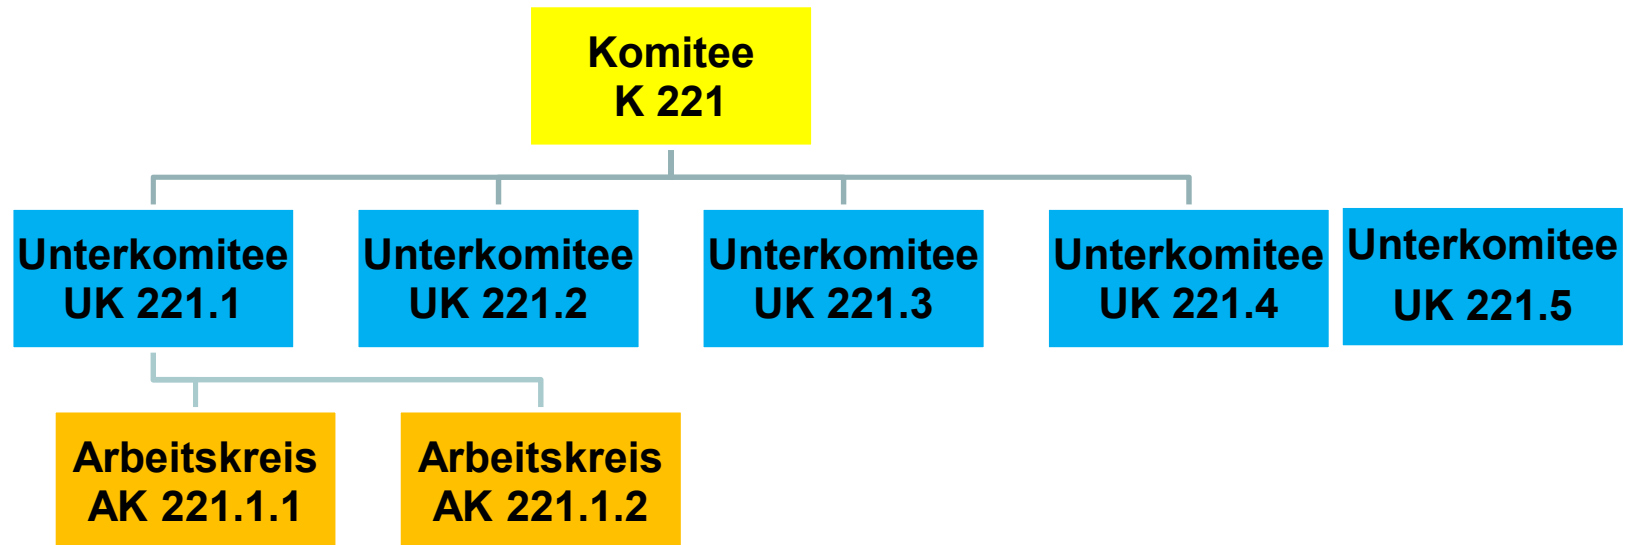 Komitee
K 221
Unterkomitee
UK 221.1
Unterkomitee
UK 221.2
Unterkomitee
UK 221.3
Unterkomitee
UK 221.4
Unterkomitee
UK 221.5
Arbeitskreis
AK 221.1.1
Arbeitskreis
AK 221.1.2